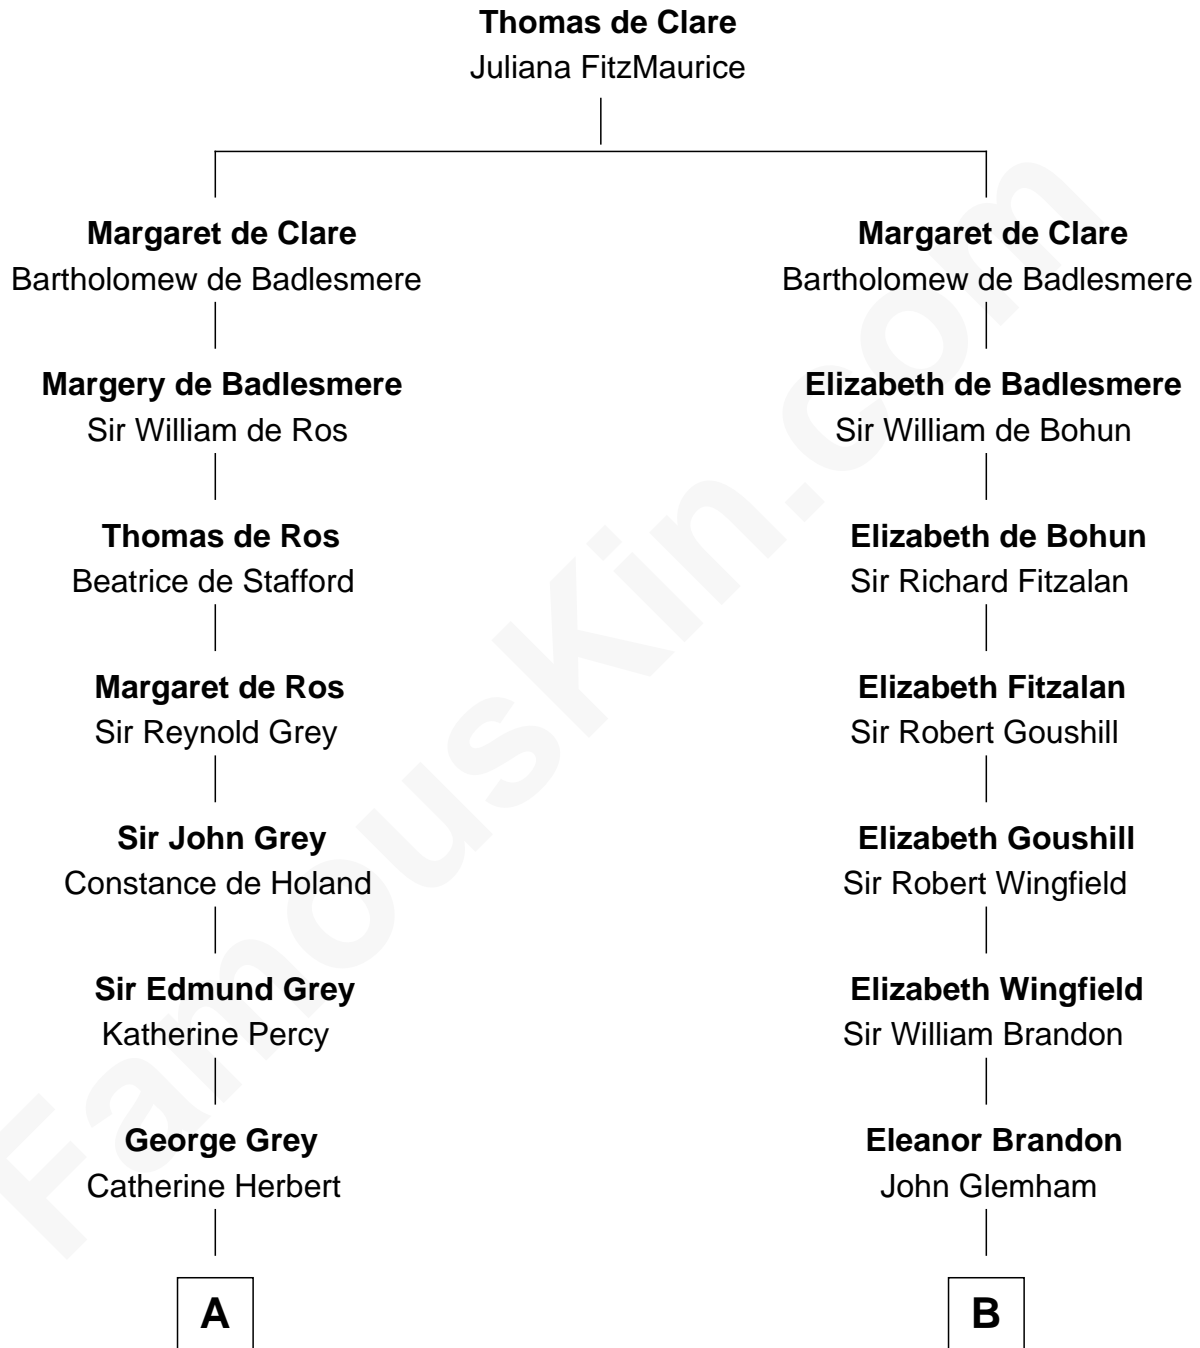 Thomas de Clare
Juliana FitzMaurice
Margaret de Clare
Bartholomew de Badlesmere
Margaret de Clare
Bartholomew de Badlesmere
Margery de Badlesmere
Sir William de Ros
Elizabeth de Badlesmere
Sir William de Bohun
Thomas de Ros
Beatrice de Stafford
Elizabeth de Bohun
Sir Richard Fitzalan
Margaret de Ros
Sir Reynold Grey
Elizabeth Fitzalan
Sir Robert Goushill
Sir John Grey
Constance de Holand
Elizabeth Goushill
Sir Robert Wingfield
Sir Edmund Grey
Katherine Percy
Elizabeth Wingfield
Sir William Brandon
George Grey
Catherine Herbert
Eleanor Brandon
John Glemham
A
B
FamousKin.com